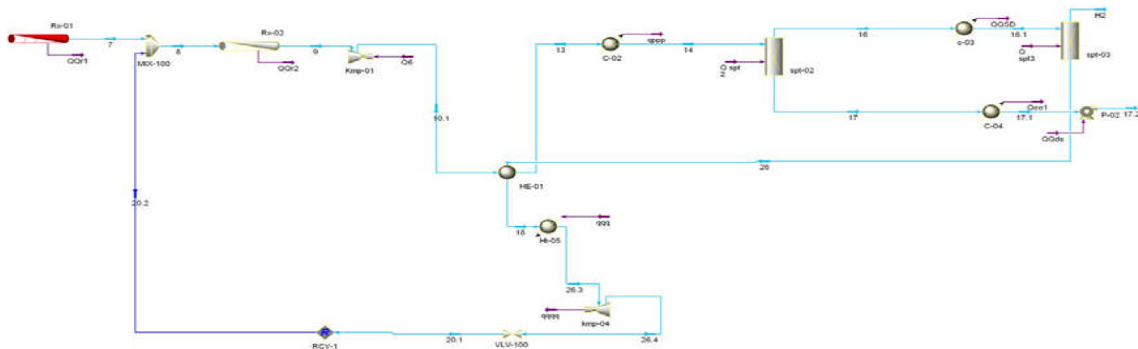 Rx-01
7
QQr1
MIX-100
8
Rx-02
9
QQr2
Kmp-01
Q6
10.1
13
C-02
qppp
14
Q spt
2
spt-02
16
c-03
QGSD
16.1
Q
spt3
spt-03
H2
17
C-04
17.1
QQds
P-02
17.2
26
HE-01
18
Ht-05
qqq
26.3
qqqq
kmp-04
26.4
VLV-100
20.1
RCY-1
20.2